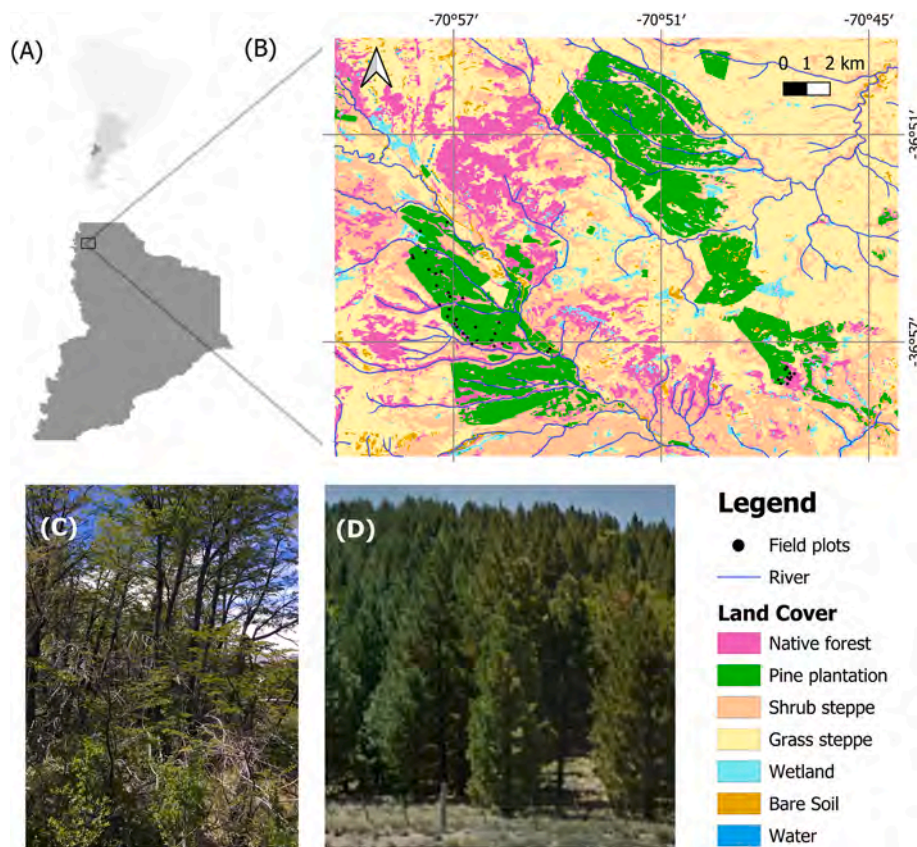 (A)
(B)
-70°57'
-70°51'
-70°45'
0 1 2 km
-36°51'
-36°57'
(C)
(D)
Legend
Field plots
River
Land Cover
Native forest
Pine plantation
Shrub steppe
Grass steppe
Wetland
Bare Soil
Water